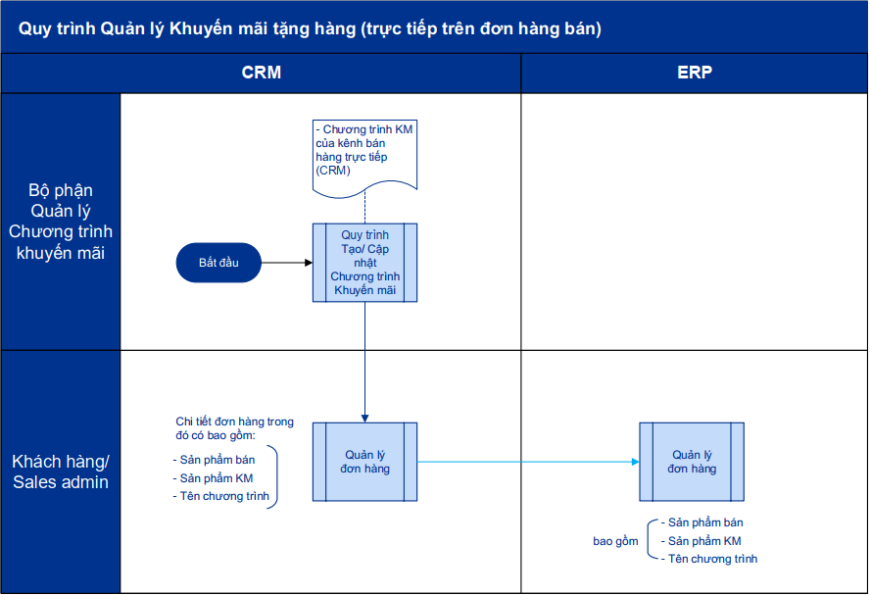 Quy trình Quản lý Khuyến mãi tặng hàng (trực tiếp trên đơn hàng bán)
CRM
ERP
Bộ phận
Quản lý
Chương trình
khuyến mãi
- Chương trình KM
của kênh bán
hàng trực tiếp
(CRM)
Bắt đầu
Quy trình
Tạo/ Cập
nhật
Chương trình
Khuyến mãi
Khách hàng/
Sales admin
Chi tiết đơn hàng trong
đó có bao gồm:
- Sản phẩm bán
- Sản phẩm KM
- Tên chương trình
Quản lý
đơn hàng
Quản lý
đơn hàng
bao gồm
- Sản phẩm bán
- Sản phẩm KM
- Tên chương trình